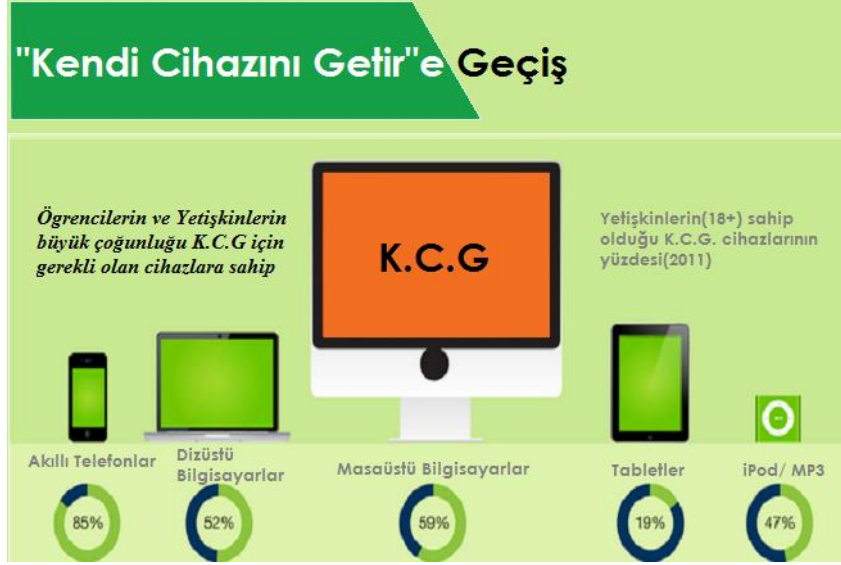 "Kendi Cihazını Getir"e Geçiş
Ögrencilerin ve Yetişkinlerin
büyük çoğunluğu K.C.G için
gerekli olan cihazlara sahip
K.C.G
Yetişkinlerin(18+) sahip
olduğu K.C.G. cihazlarının
yüzdesi(2011)
Akıllı Telefonlar
Dizüstü
Bilgisayarlar
Masaüstü Bilgisayarlar
Tabletler
iPod/ MP3
85%
52%
59%
19%
47%